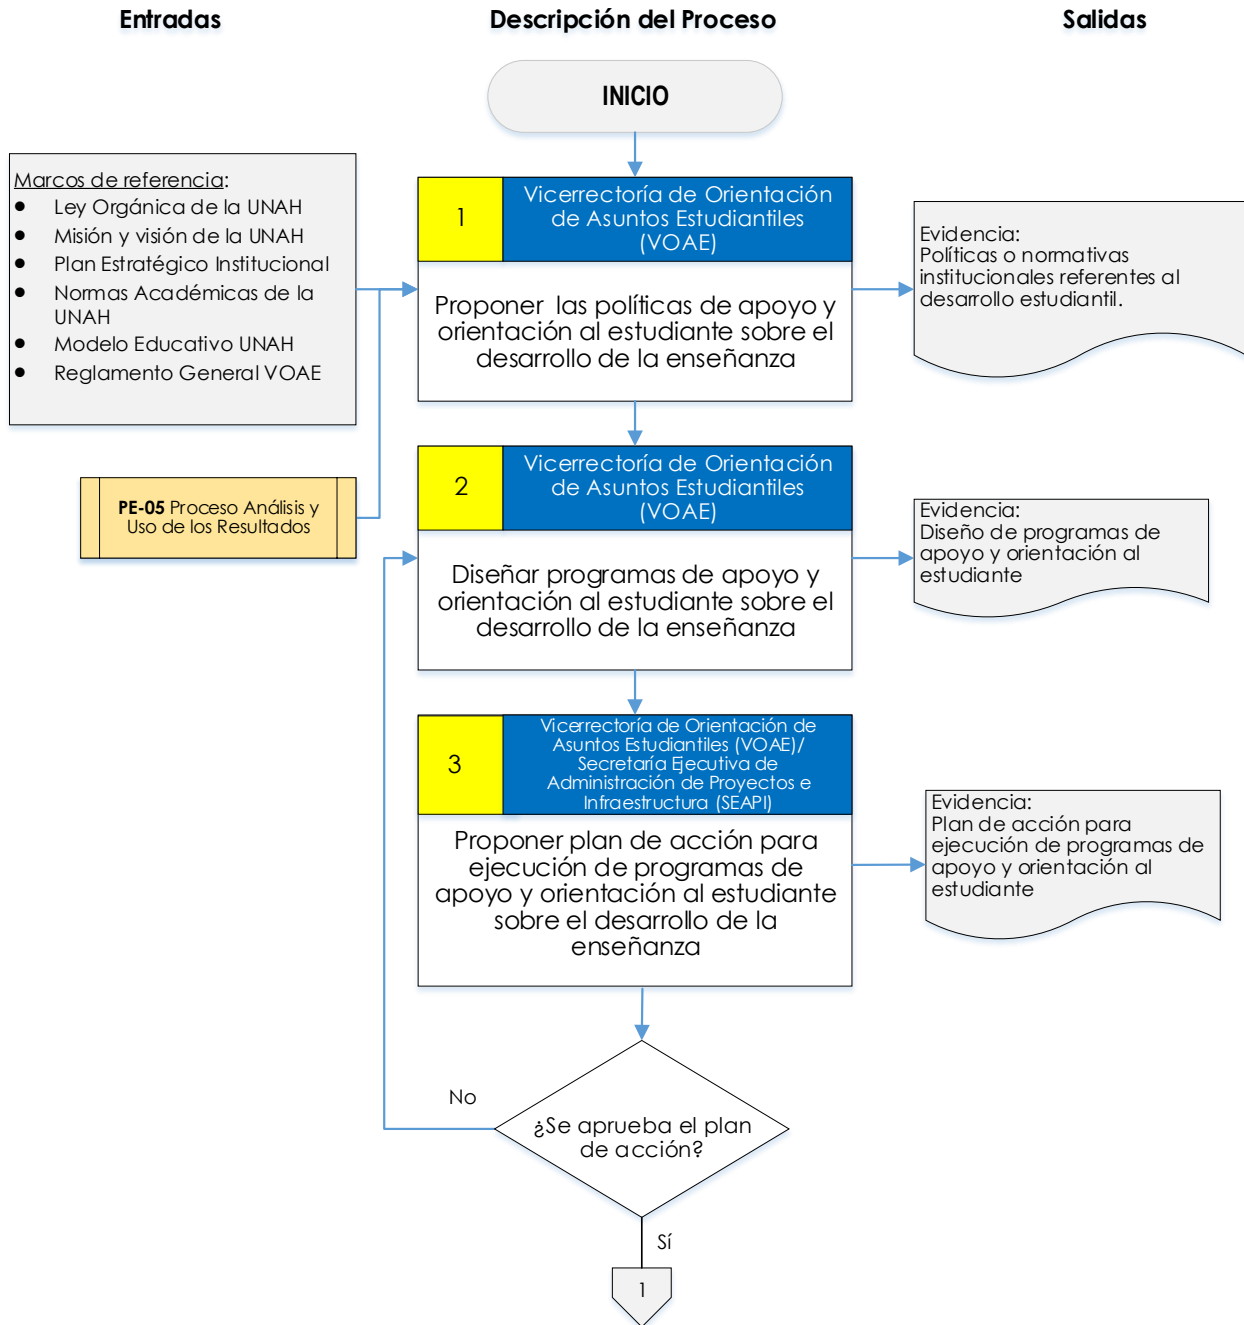 Entradas
Descripción del Proceso
Salidas
INICIO
Marcos de referencia:
• Ley Orgánica de la UNAH
• Misión y visión de la UNAH
• Plan Estratégico Institucional
• Normas Académicas de la
UNAH
• Modelo Educativo UNAH
• Reglamento General VOAE
PE-05 Proceso Análisis y
Uso de los Resultados
1
Vicerrectoría de Orientación
de Asuntos Estudiantiles
(VOAE)
Proponer las políticas de apoyo y
orientación al estudiante sobre el
desarrollo de la enseñanza
Evidencia:
Políticas o normativas
institucionales referentes al
desarrollo estudiantil.
2
Vicerrectoría de Orientación
de Asuntos Estudiantiles
(VOAE)
Diseñar programas de apoyo y
orientación al estudiante sobre el
desarrollo de la enseñanza
Evidencia:
Diseño de programas de
apoyo y orientación al
estudiante
3
Vicerrectoría de Orientación de
Asuntos Estudiantiles (VOAE)/
Secretaría Ejecutiva de
Administración de Proyectos e
Infraestructura (SEAPI)
Proponer plan de acción para
ejecución de programas de
apoyo y orientación al estudiante
sobre el desarrollo de la
enseñanza
Evidencia:
Plan de acción para
ejecución de programas de
apoyo y orientación al
estudiante
No
¿Se aprueba el plan
de acción?
Sí
1